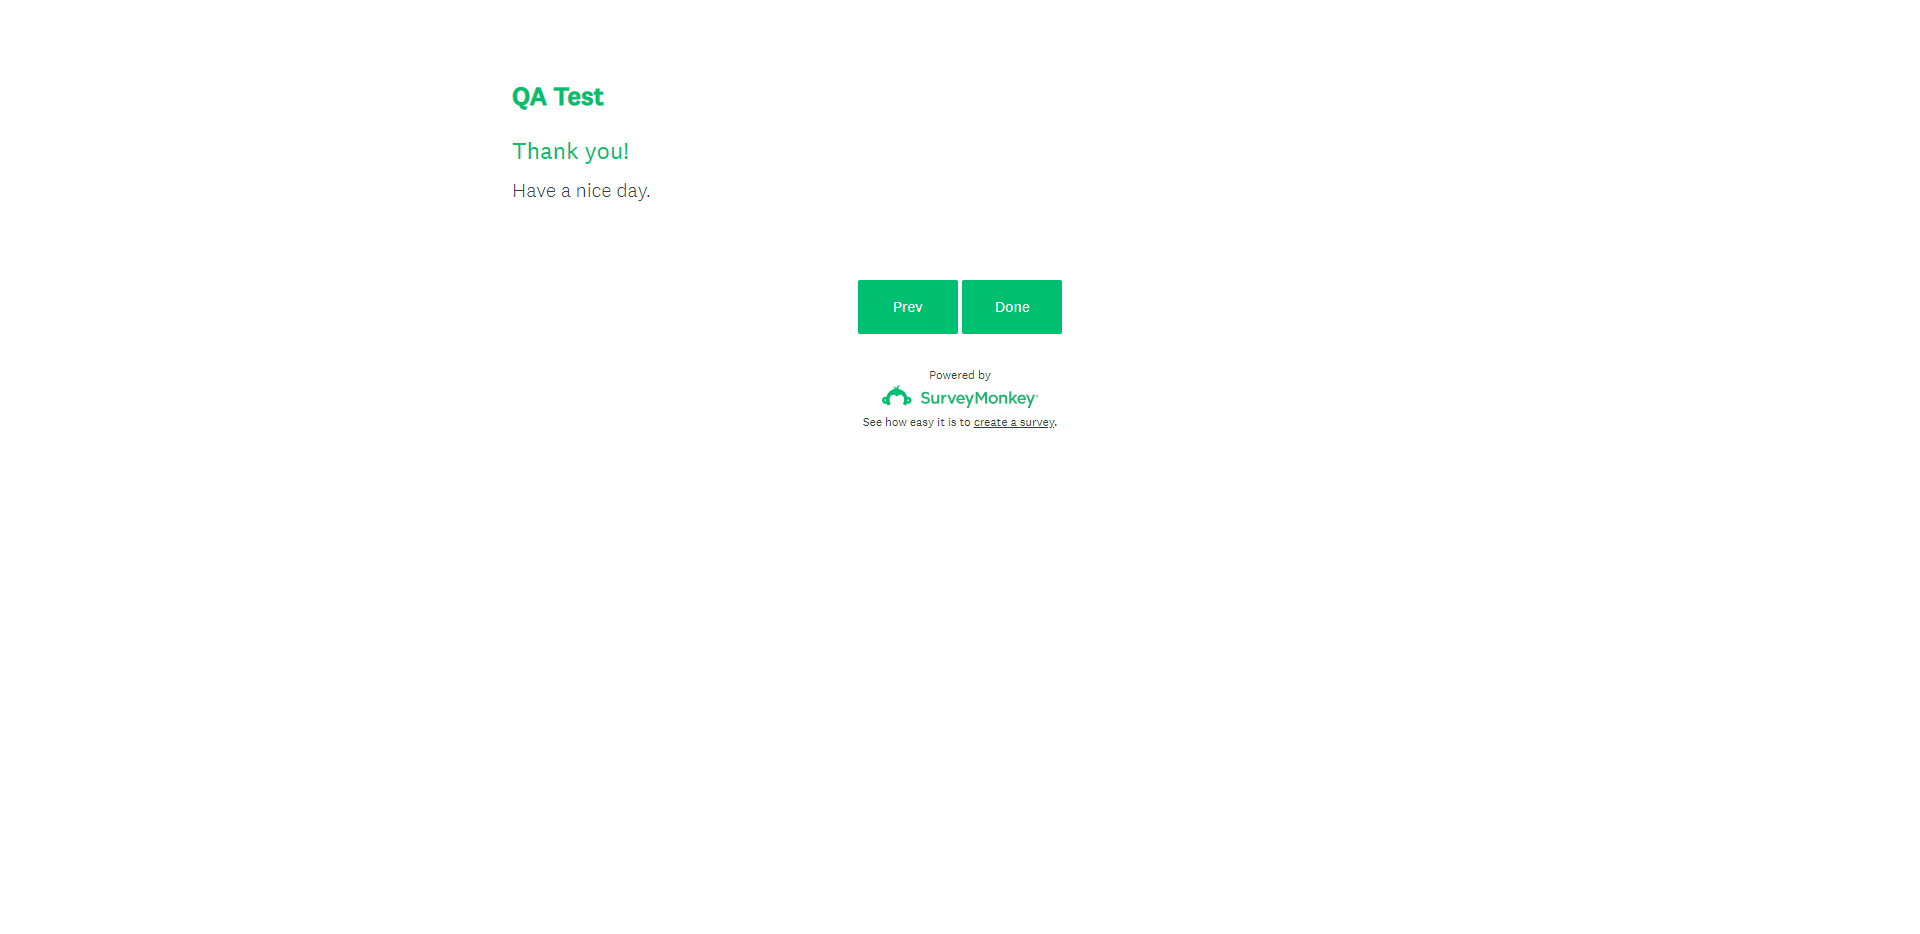 QA Test
Thank you!
Have a nice day.
Prev
Done
Powered by
SurveyMonkey
See how easy it is to create a survey.